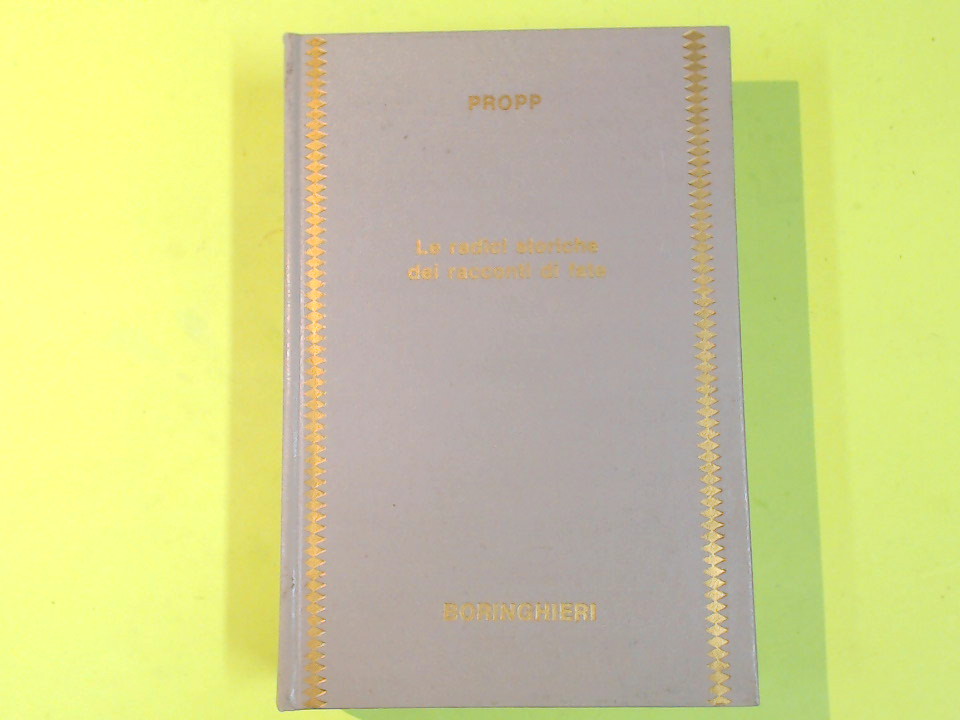 PROPP
Le radici storiche
dei racconti di fate
BORINGHIERI